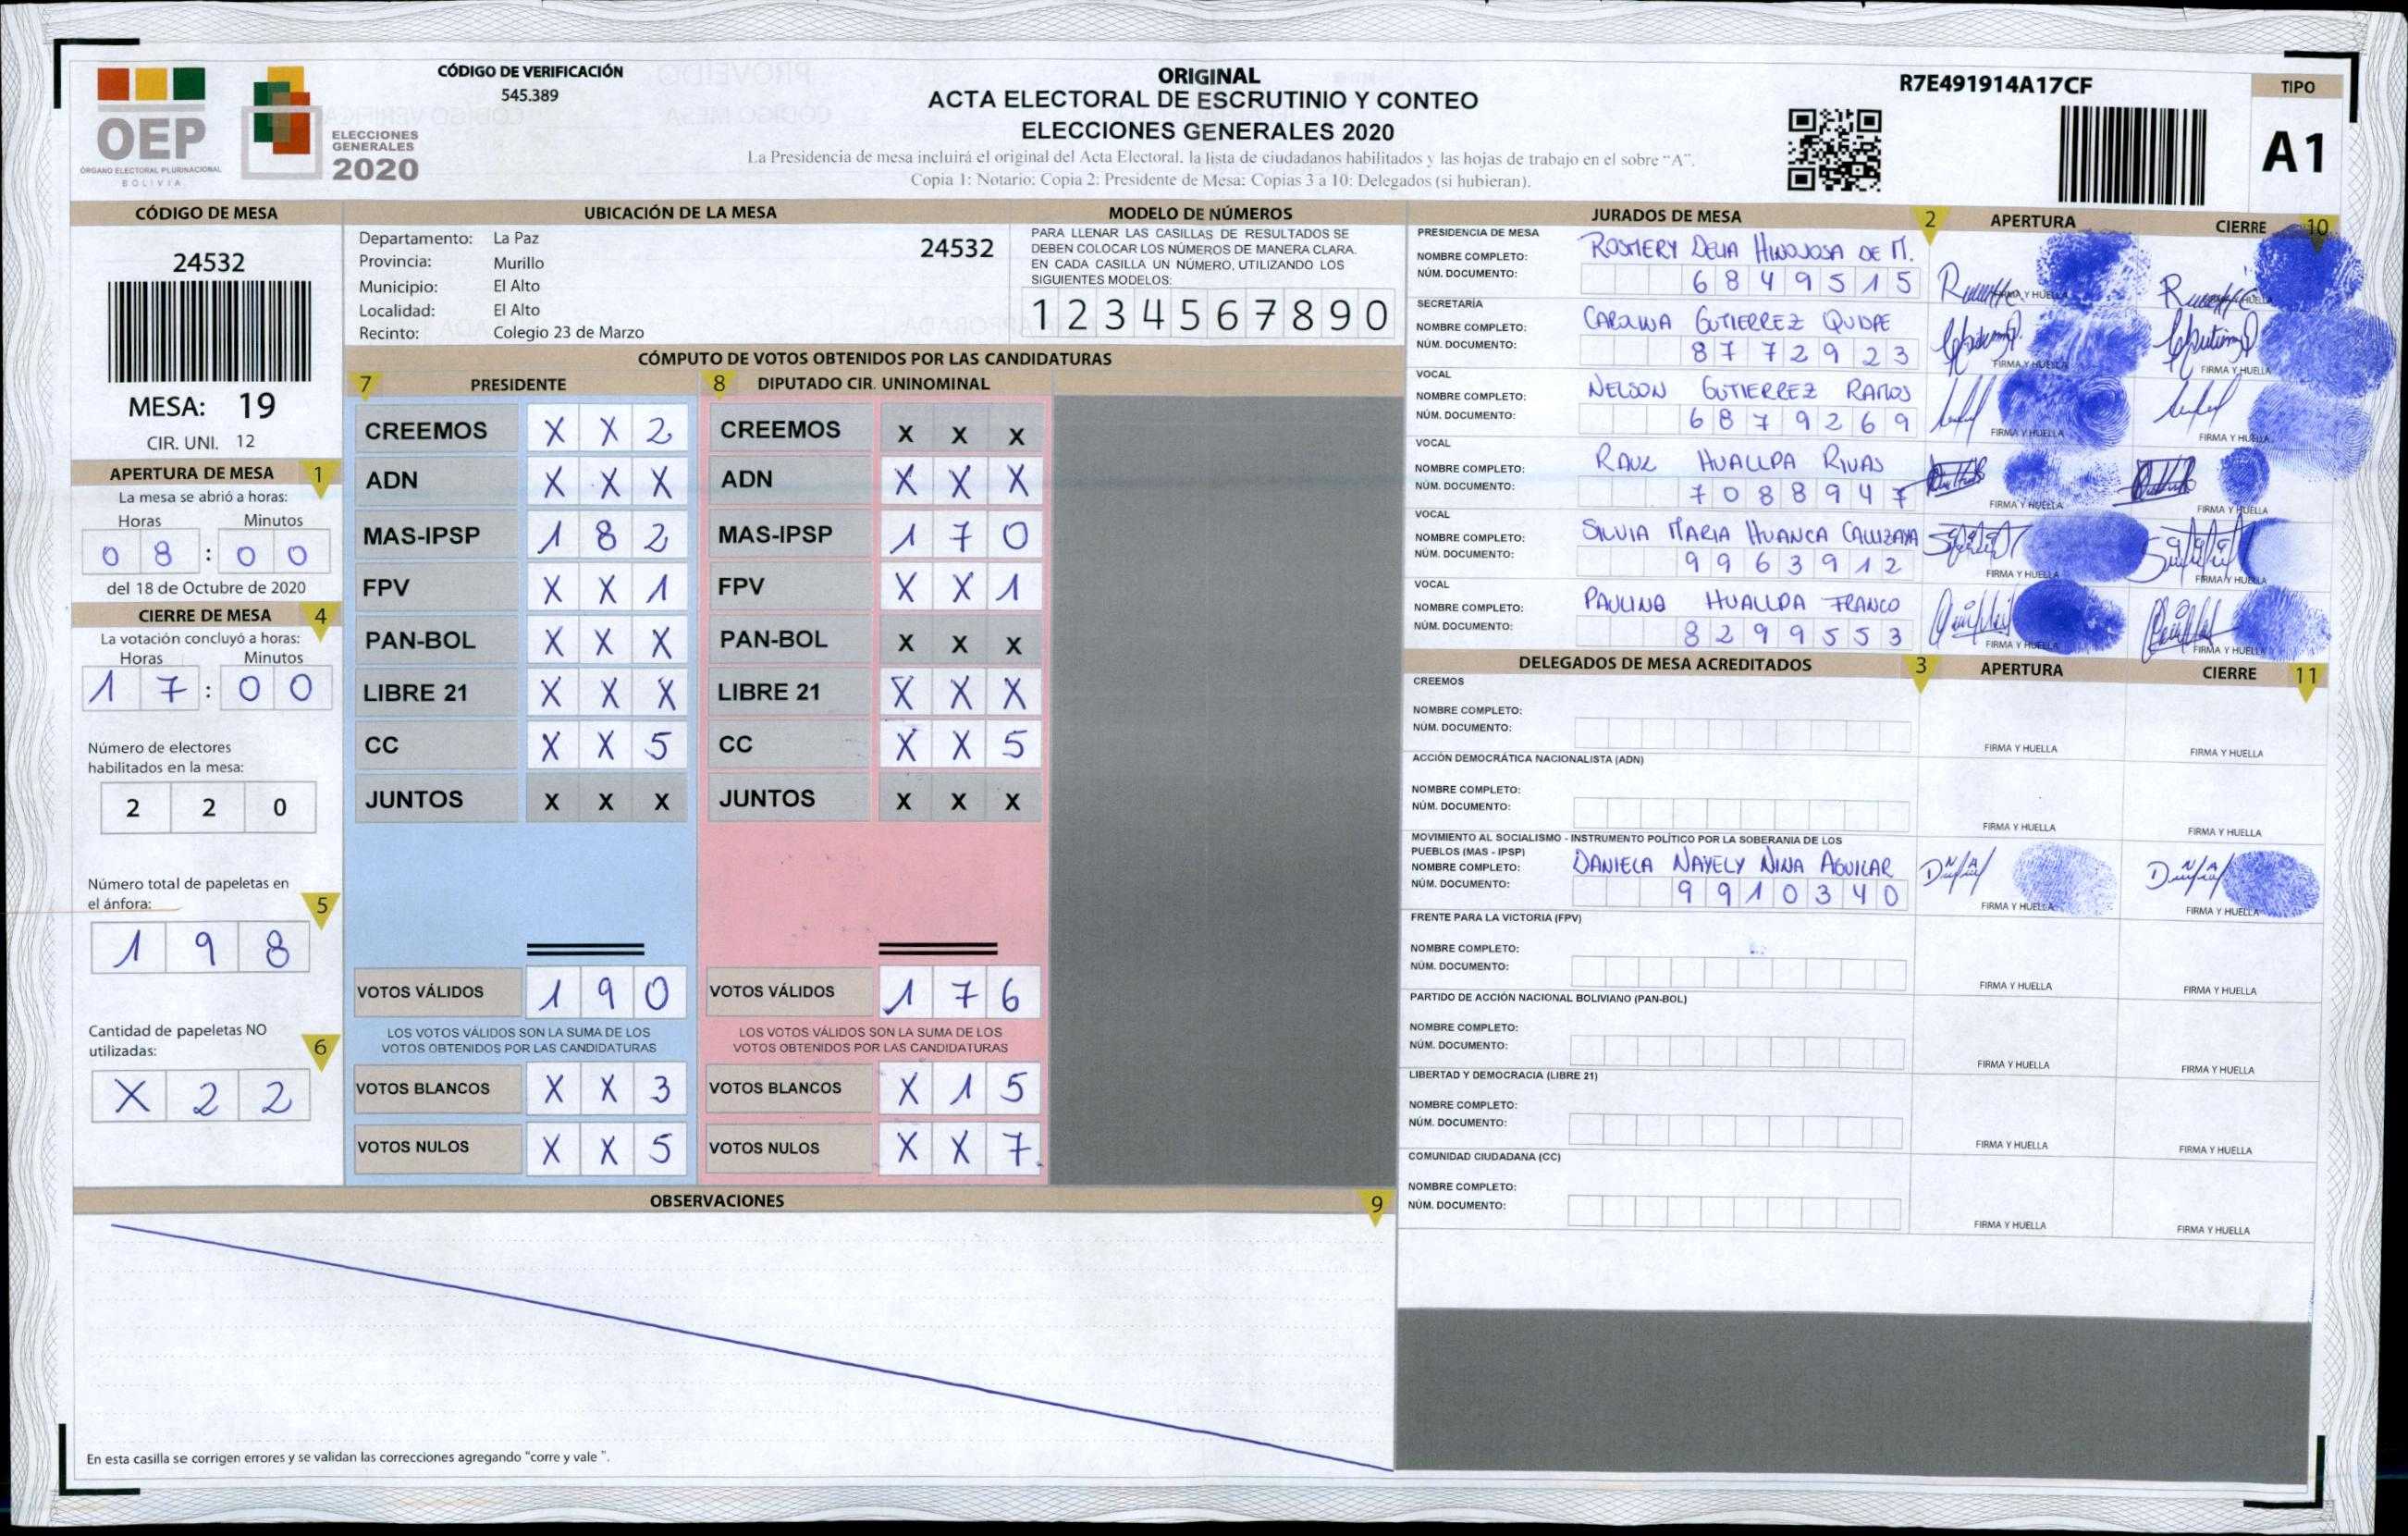 OEP
ÓRGANO ELECTORAL PLURINACIONAL
BOLIVIA
ELECCIONES
GENERALES
2020
CÓDIGO DE VERIFICACIÓN
545.389
ORIGINAL
ACTA ELECTORAL DE ESCRUTINIO Y CONTEO
ELECCIONES GENERALES 2020
La Presidencia de mesa incluirá el original del Acta Electoral, la lista de ciudadanos habilitados y las hojas de trabajo en el sobre "A".
Copia 1: Notario; Copia 2: Presidente de Mesa; Copias 3 a 10: Delegados (si hubieran).
R7E491914A17CF
TIPO
A1
CÓDIGO DE MESA
24532
MESA: 19
CIR. UNI. 12
APERTURA DE MESA 1
La mesa se abrió a horas:
Horas Minutos
0 8 : 0 0
del 18 de Octubre de 2020
CIERRE DE MESA 4
La votación concluyó a horas:
Horas Minutos
1 7 : 0 0
Número de electores
habilitados en la mesa:
2 2 0
Número total de papeletas en
el ánfora: 5
1 9 8
Cantidad de papeletas NO
utilizadas: 6
X 2 2
UBICACIÓN DE LA MESA
Departamento: La Paz 24532
Provincia: Murillo
Municipio: El Alto
Localidad: El Alto
Recinto: Colegio 23 de Marzo
MODELO DE NÚMEROS
PARA LLENAR LAS CASILLAS DE RESULTADOS SE
DEBEN COLOCAR LOS NÚMEROS DE MANERA CLARA.
EN CADA CASILLA UN NÚMERO, UTILIZANDO LOS
SIGUIENTES MODELOS:
1 2 3 4 5 6 7 8 9 0
CÓMPUTO DE VOTOS OBTENIDOS POR LAS CANDIDATURAS
7 PRESIDENTE 8 DIPUTADO CIR. UNINOMINAL
CREEMOS X X 2 CREEMOS X X X
ADN X X X ADN X X X
MAS-IPSP 1 8 2 MAS-IPSP 1 7 0
FPV X X 1 FPV X X 1
PAN-BOL X X X PAN-BOL X X X
LIBRE 21 X X X LIBRE 21 X X X
CC X X 5 CC X X 5
JUNTOS X X X JUNTOS X X X
VOTOS VÁLIDOS 1 9 0 VOTOS VÁLIDOS 1 7 6
LOS VOTOS VÁLIDOS SON LA SUMA DE LOS LOS VOTOS VÁLIDOS SON LA SUMA DE LOS
VOTOS OBTENIDOS POR LAS CANDIDATURAS VOTOS OBTENIDOS POR LAS CANDIDATURAS
VOTOS BLANCOS X X 3 VOTOS BLANCOS X 1 5
VOTOS NULOS X X 5 VOTOS NULOS X X 7
OBSERVACIONES 9
En esta casilla se corrigen errores y se validan las correcciones agregando "corre y vale ".
JURADOS DE MESA 2 APERTURA CIERRE 10
PRESIDENCIA DE MESA
NOMBRE COMPLETO: ROSMERY DELIA HINOJOSA DE M.
NÚM. DOCUMENTO: 6 8 4 9 5 1 5 FIRMA Y HUELLA FIRMA Y HUELLA
SECRETARÍA
NOMBRE COMPLETO: CAROLINA GUTIERREZ QUISPE
NÚM. DOCUMENTO: 8 7 7 2 9 2 3 FIRMA Y HUELLA FIRMA Y HUELLA
VOCAL
NOMBRE COMPLETO: NELSON GUTIERREZ RAMOS
NÚM. DOCUMENTO: 6 8 7 9 2 6 9 FIRMA Y HUELLA FIRMA Y HUELLA
VOCAL
NOMBRE COMPLETO: RAUL HUALLPA RIVAS
NÚM. DOCUMENTO: 7 0 8 8 9 4 7 FIRMA Y HUELLA FIRMA Y HUELLA
VOCAL
NOMBRE COMPLETO: SILVIA MARIA HUANCA CALLIZAYA
NÚM. DOCUMENTO: 9 9 6 3 9 1 2 FIRMA Y HUELLA FIRMA Y HUELLA
VOCAL
NOMBRE COMPLETO: PAULINA HUALLPA FRANCO
NÚM. DOCUMENTO: 8 2 9 9 5 5 3 FIRMA Y HUELLA FIRMA Y HUELLA
DELEGADOS DE MESA ACREDITADOS 3 APERTURA CIERRE 11
CREEMOS
NOMBRE COMPLETO:
NÚM. DOCUMENTO: FIRMA Y HUELLA FIRMA Y HUELLA
ACCIÓN DEMOCRÁTICA NACIONALISTA (ADN)
NOMBRE COMPLETO:
NÚM. DOCUMENTO: FIRMA Y HUELLA FIRMA Y HUELLA
MOVIMIENTO AL SOCIALISMO - INSTRUMENTO POLÍTICO POR LA SOBERANIA DE LOS
PUEBLOS (MAS - IPSP)
NOMBRE COMPLETO: DANIELA NAYELY NINA AGUILAR
NÚM. DOCUMENTO: 9 9 1 0 3 4 0 FIRMA Y HUELLA FIRMA Y HUELLA
FRENTE PARA LA VICTORIA (FPV)
NOMBRE COMPLETO:
NÚM. DOCUMENTO: FIRMA Y HUELLA FIRMA Y HUELLA
PARTIDO DE ACCIÓN NACIONAL BOLIVIANO (PAN-BOL)
NOMBRE COMPLETO:
NÚM. DOCUMENTO: FIRMA Y HUELLA FIRMA Y HUELLA
LIBERTAD Y DEMOCRACIA (LIBRE 21)
NOMBRE COMPLETO:
NÚM. DOCUMENTO: FIRMA Y HUELLA FIRMA Y HUELLA
COMUNIDAD CIUDADANA (CC)
NOMBRE COMPLETO:
NÚM. DOCUMENTO: FIRMA Y HUELLA FIRMA Y HUELLA